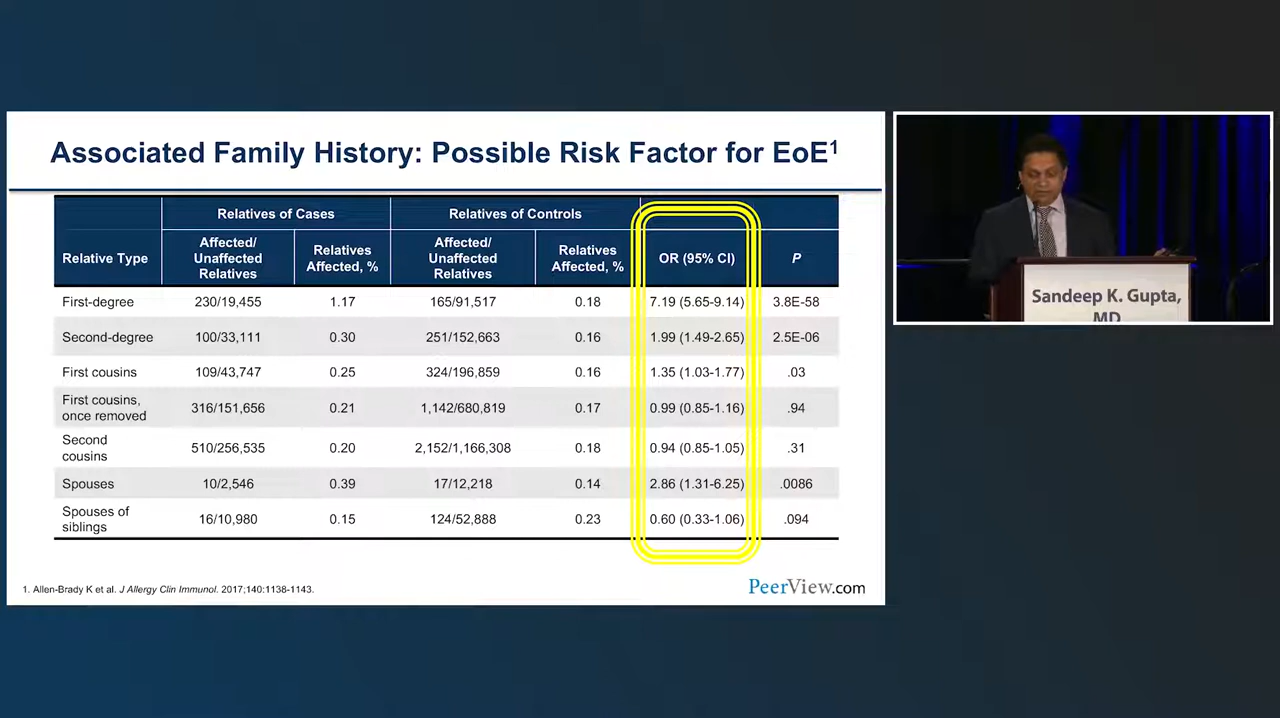 Associated Family History: Possible Risk Factor for EoE¹
Relatives of Cases Relatives of Controls
Relative Type Affected/ Unaffected Relatives Relatives Affected, % Affected/ Unaffected Relatives Relatives Affected, % OR (95% CI) P
First-degree 230/19,455 1.17 165/91,517 0.18 7.19 (5.65-9.14) 3.8E-58
Second-degree 100/33,111 0.30 251/152,663 0.16 1.99 (1.49-2.65) 2.5E-06
First cousins 109/43,747 0.25 324/196,859 0.16 1.35 (1.03-1.77) .03
First cousins, once removed 316/151,656 0.21 1,142/680,819 0.17 0.99 (0.85-1.16) .94
Second cousins 510/256,535 0.20 2,152/1,166,308 0.18 0.94 (0.85-1.05) .31
Spouses 10/2,546 0.39 17/12,218 0.14 2.86 (1.31-6.25) .0086
Spouses of siblings 16/10,980 0.15 124/52,888 0.23 0.60 (0.33-1.06) .094
1. Allen-Brady K et al. J Allergy Clin Immunol. 2017;140:1138-1143.
PeerView.com
Sandeep K. Gupta,
MD